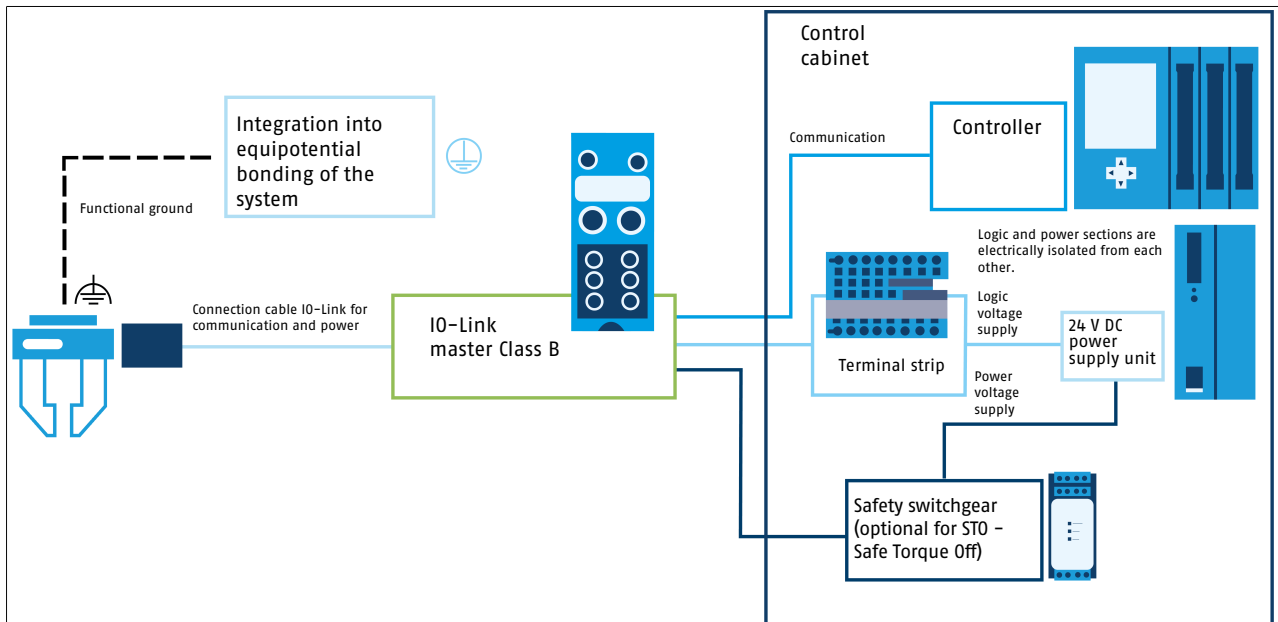 Control
cabinet
Integration into
equipotential
bonding of the
system
Functional ground
Communication
Controller
Logic and power sections are
electrically isolated from each
other.
Connection cable IO-Link for
communication and power
IO-Link
master Class B
Terminal strip
Logic
voltage
supply
24 V DC
power
supply unit
Power
voltage
supply
Safety switchgear
(optional for STO –
Safe Torque Off)